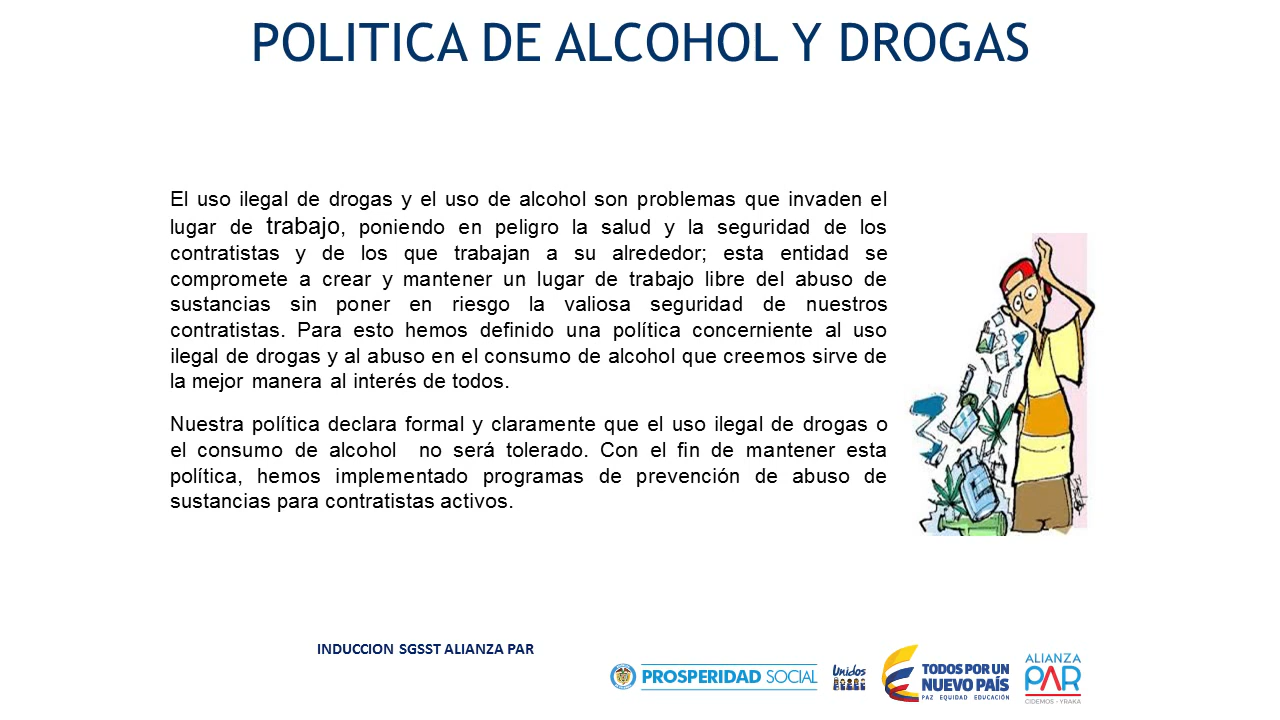 POLITICA DE ALCOHOL Y DROGAS
El uso ilegal de drogas y el uso de alcohol son problemas que invaden el
lugar de trabajo, poniendo en peligro la salud y la seguridad de los
contratistas y de los que trabajan a su alrededor; esta entidad se
compromete a crear y mantener un lugar de trabajo libre del abuso de
sustancias sin poner en riesgo la valiosa seguridad de nuestros
contratistas. Para esto hemos definido una política concerniente al uso
ilegal de drogas y al abuso en el consumo de alcohol que creemos sirve de
la mejor manera al interés de todos.
Nuestra política declara formal y claramente que el uso ilegal de drogas o
el consumo de alcohol no será tolerado. Con el fin de mantener esta
política, hemos implementado programas de prevención de abuso de
sustancias para contratistas activos.
INDUCCION SGSST ALIANZA PAR
PROSPERIDAD SOCIAL
Unidos
TODOS POR UN
NUEVO PAÍS
PAZ EQUIDAD EDUCACIÓN
ALIANZA
PAR
CIDEMOS - YRAKA